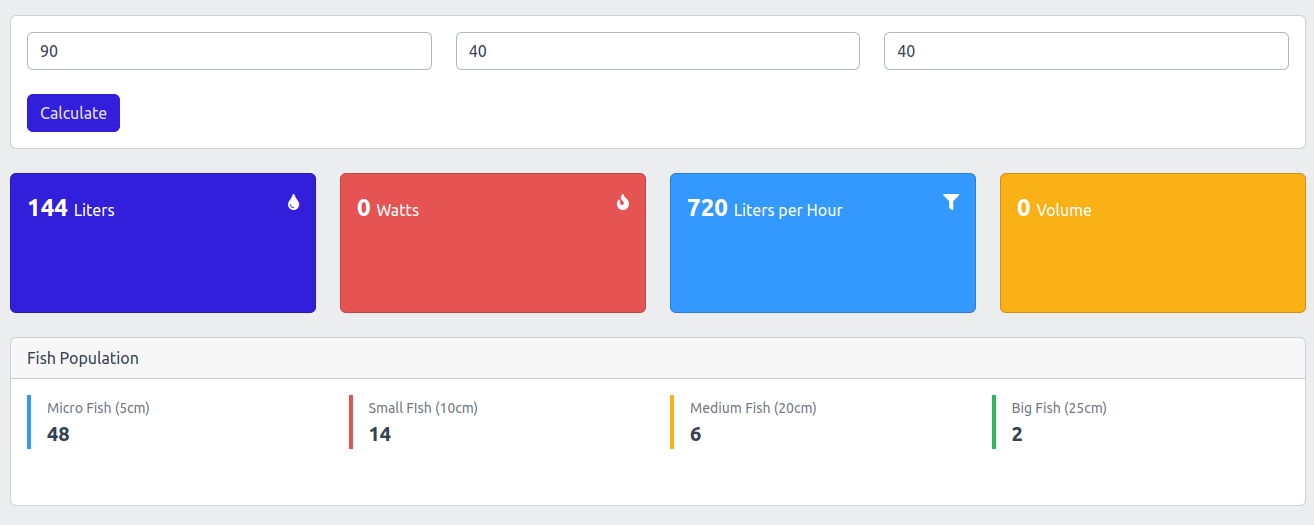 90 40 40
Calculate
144 Liters 0 Watts 720 Liters per Hour 0 Volume
Fish Population
Micro Fish (5cm) Small FIsh (10cm) Medium Fish (20cm) Big Fish (25cm)
48 14 6 2